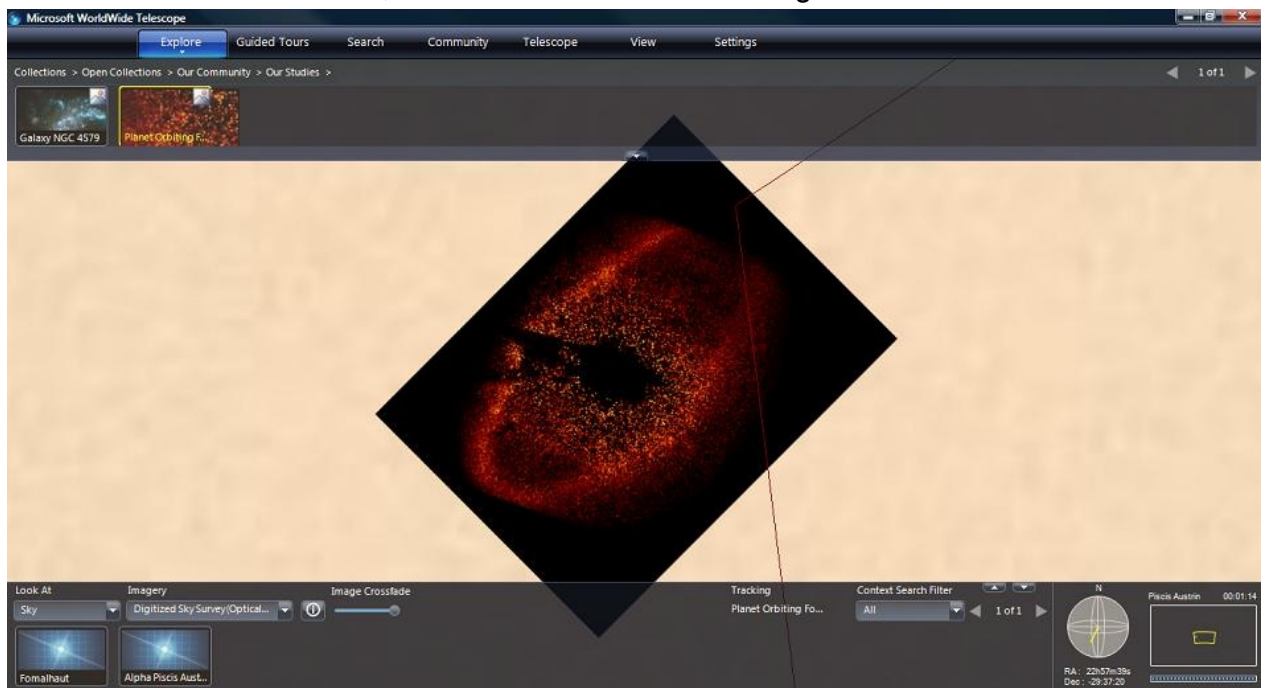 Microsoft WorldWide Telescope
Explore Guided Tours Search Community Telescope View Settings
Collections > Open Collections > Our Community > Our Studies >
1 of 1
Galaxy NGC 4579
Planet Orbiting F...
Look At
Imagery
Image Crossfade
Tracking
Context Search Filter
Sky
Digitized Sky Survey(Optical...
Planet Orbiting Fo...
All
1 of 1
Fomalhaut
Alpha Piscis Aust...
N
RA : 22h57m39s
Dec : -29:37:20
Piscis Austrin 00:01:14